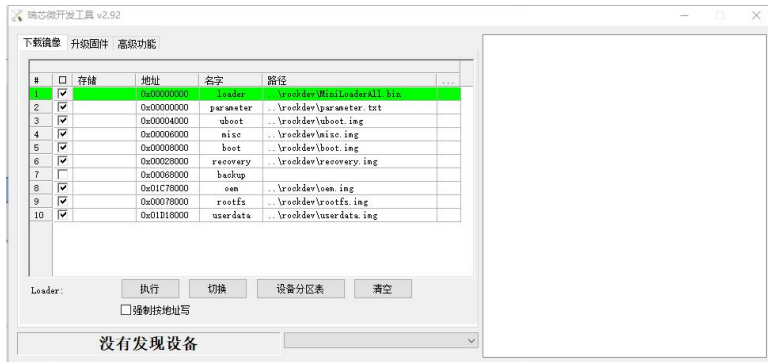 瑞芯微开发工具 v2.92
下载镜像 升级固件 高级功能
# 存储 地址 名字 路径 ...
1 0x00000000 loader ..\rockdev\MiniLoaderAll.bin
2 0x00000000 parameter ..\rockdev\parameter.txt
3 0x00004000 uboot ..\rockdev\uboot.img
4 0x00006000 misc ..\rockdev\misc.img
5 0x00008000 boot ..\rockdev\boot.img
6 0x00028000 recovery ..\rockdev\recovery.img
7 0x00068000 backup
8 0x01C78000 oem ..\rockdev\oem.img
9 0x00078000 rootfs ..\rockdev\rootfs.img
10 0x01D18000 userdata ..\rockdev\userdata.img
Loader: 执行 切换 设备分区表 清空
强制按地址写
没有发现设备